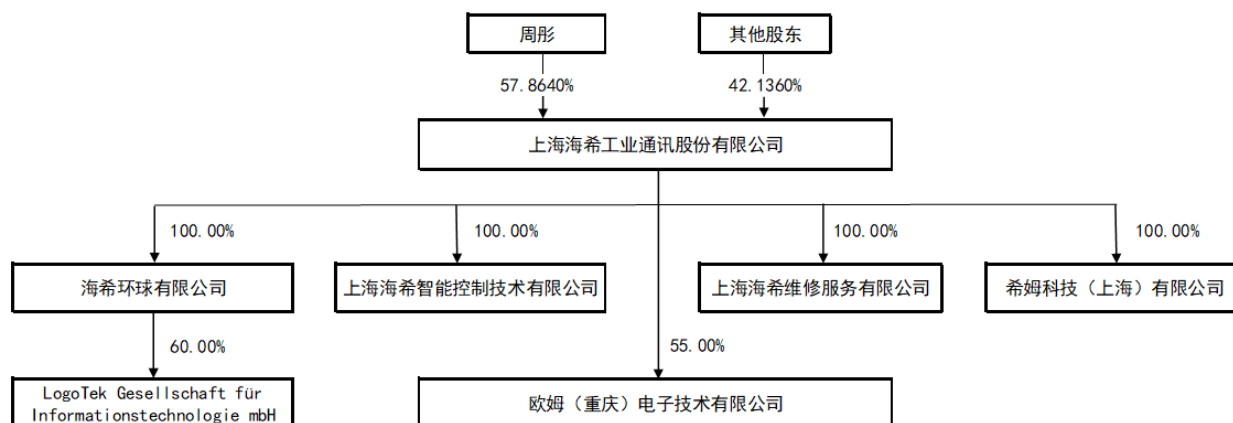 周彤
其他股东
57.8640%
42.1360%
上海海希工业通讯股份有限公司
100.00%
100.00%
100.00%
100.00%
海希环球有限公司
上海海希智能控制技术有限公司
上海海希维修服务有限公司
希姆科技（上海）有限公司
60.00%
55.00%
LogoTek Gesellschaft für
Informationstechnologie mbH
欧姆（重庆）电子技术有限公司